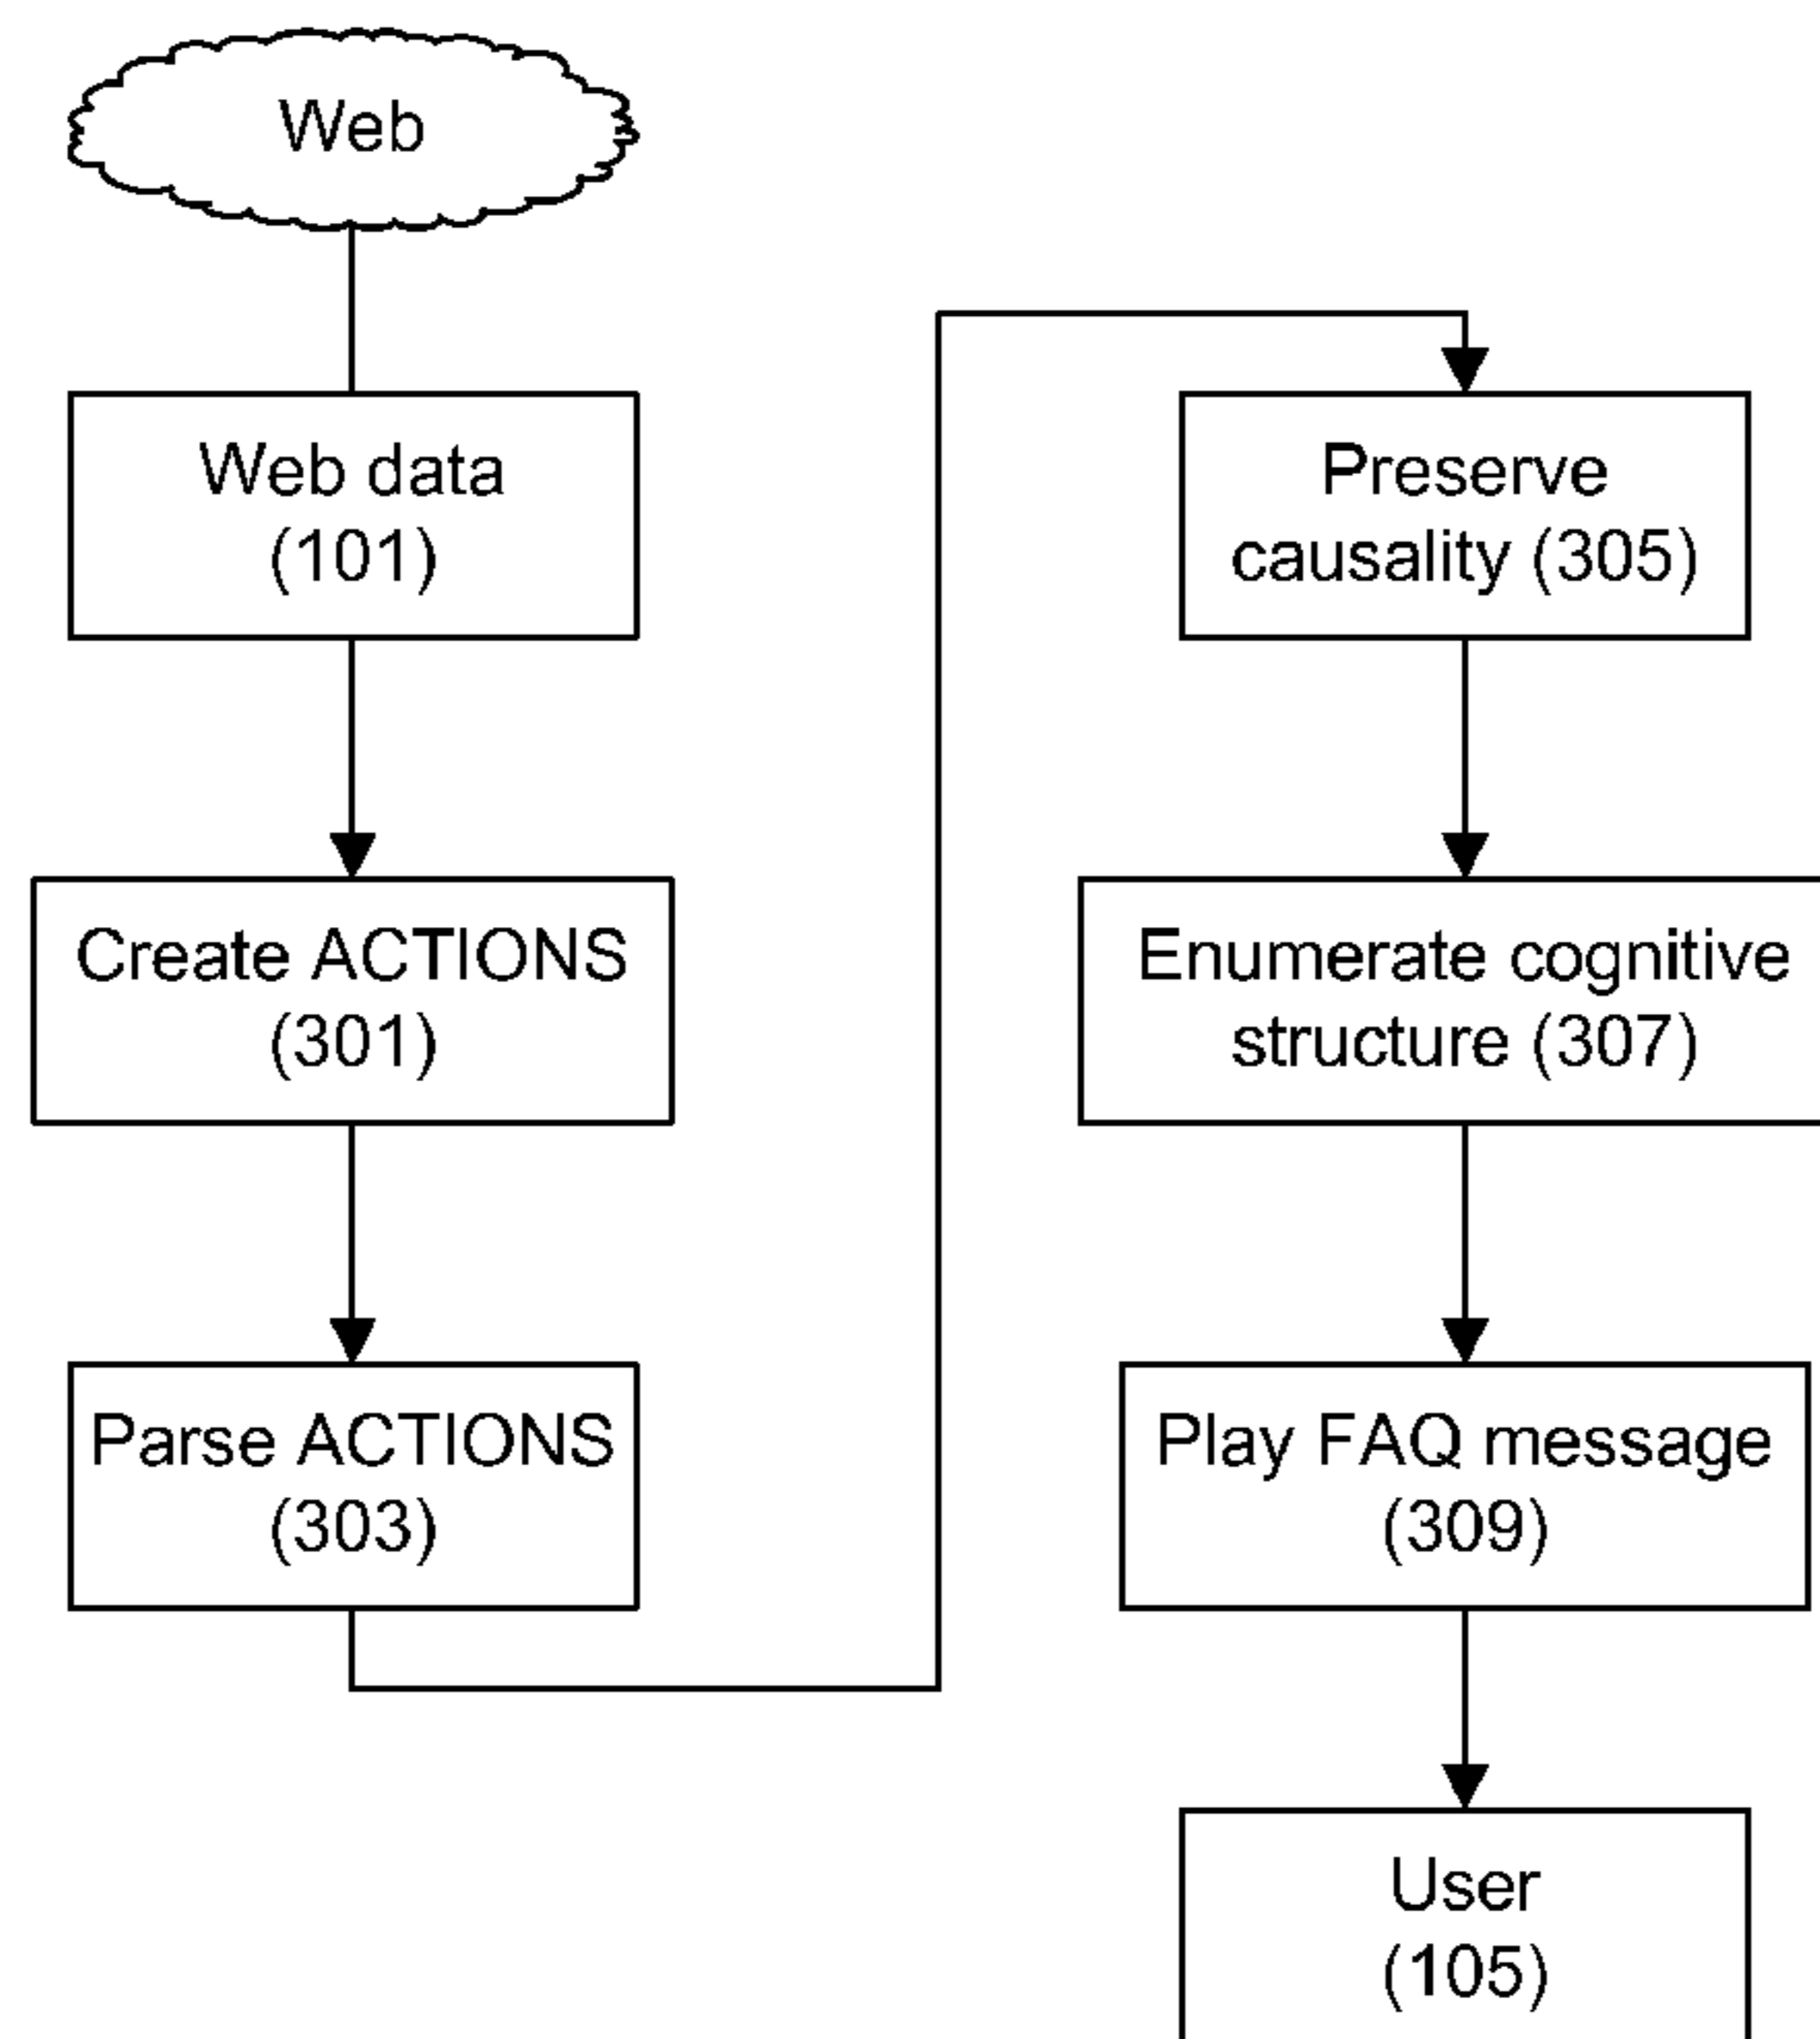 Web
Web data
(101)
Create ACTIONS
(301)
Parse ACTIONS
(303)
Preserve
causality (305)
Enumerate cognitive
structure (307)
Play FAQ message
(309)
User
(105)